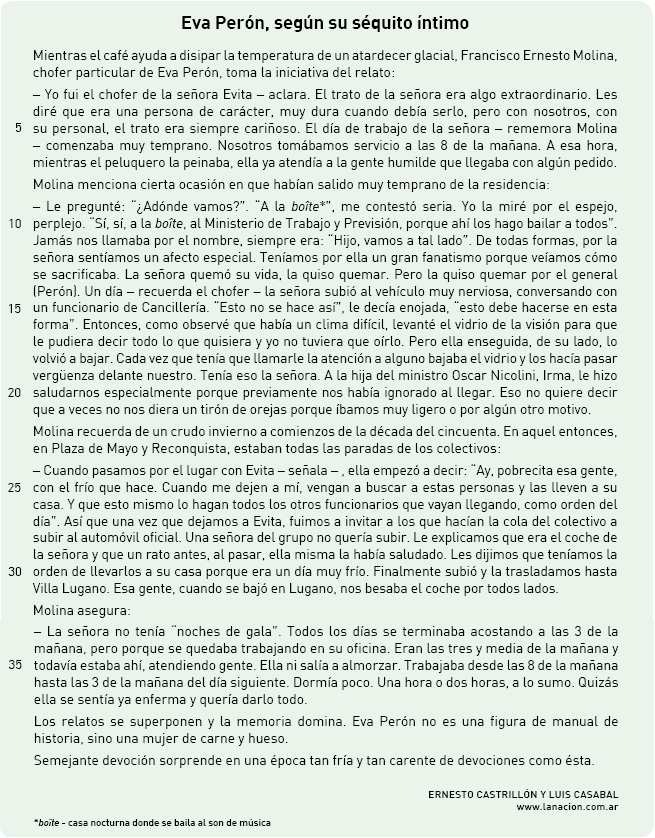 Eva Perón, según su séquito íntimo
Mientras el café ayuda a disipar la temperatura de un atardecer glacial, Francisco Ernesto Molina,
chofer particular de Eva Perón, toma la iniciativa del relato:
– Yo fui el chofer de la señora Evita – aclara. El trato de la señora era algo extraordinario. Les
diré que era una persona de carácter, muy dura cuando debía serlo, pero con nosotros, con
5 su personal, el trato era siempre cariñoso. El día de trabajo de la señora – rememora Molina
– comenzaba muy temprano. Nosotros tomábamos servicio a las 8 de la mañana. A esa hora,
mientras el peluquero la peinaba, ella ya atendía a la gente humilde que llegaba con algún pedido.
Molina menciona cierta ocasión en que habían salido muy temprano de la residencia:
– Le pregunté: “¿Adónde vamos?”. “A la boîte*”, me contestó seria. Yo la miré por el espejo,
10 perplejo. “Sí, sí, a la boîte, al Ministerio de Trabajo y Previsión, porque ahí los hago bailar a todos”.
Jamás nos llamaba por el nombre, siempre era: “Hijo, vamos a tal lado”. De todas formas, por la
señora sentíamos un afecto especial. Teníamos por ella un gran fanatismo porque veíamos cómo
se sacrificaba. La señora quemó su vida, la quiso quemar. Pero la quiso quemar por el general
(Perón). Un día – recuerda el chofer – la señora subió al vehículo muy nerviosa, conversando con
15 un funcionario de Cancillería. “Esto no se hace así”, le decía enojada, “esto debe hacerse en esta
forma”. Entonces, como observé que había un clima difícil, levanté el vidrio de la visión para que
le pudiera decir todo lo que quisiera y yo no tuviera que oírlo. Pero ella enseguida, de su lado, lo
volvió a bajar. Cada vez que tenía que llamarle la atención a alguno bajaba el vidrio y los hacía pasar
vergüenza delante nuestro. Tenía eso la señora. A la hija del ministro Oscar Nicolini, Irma, le hizo
20 saludarnos especialmente porque previamente nos había ignorado al llegar. Eso no quiere decir
que a veces no nos diera un tirón de orejas porque íbamos muy ligero o por algún otro motivo.
Molina recuerda de un crudo invierno a comienzos de la década del cincuenta. En aquel entonces,
en Plaza de Mayo y Reconquista, estaban todas las paradas de los colectivos:
– Cuando pasamos por el lugar con Evita – señala – , ella empezó a decir: “Ay, pobrecita esa gente,
25 con el frío que hace. Cuando me dejen a mí, vengan a buscar a estas personas y las lleven a su
casa. Y que esto mismo lo hagan todos los otros funcionarios que vayan llegando, como orden del
día”. Así que una vez que dejamos a Evita, fuimos a invitar a los que hacían la cola del colectivo a
subir al automóvil oficial. Una señora del grupo no quería subir. Le explicamos que era el coche de
la señora y que un rato antes, al pasar, ella misma la había saludado. Les dijimos que teníamos la
30 orden de llevarlos a su casa porque era un día muy frío. Finalmente subió y la trasladamos hasta
Villa Lugano. Esa gente, cuando se bajó en Lugano, nos besaba el coche por todos lados.
Molina asegura:
– La señora no tenía “noches de gala”. Todos los días se terminaba acostando a las 3 de la
mañana, pero porque se quedaba trabajando en su oficina. Eran las tres y media de la mañana y
35 todavía estaba ahí, atendiendo gente. Ella ni salía a almorzar. Trabajaba desde las 8 de la mañana
hasta las 3 de la mañana del día siguiente. Dormía poco. Una hora o dos horas, a lo sumo. Quizás
ella se sentía ya enferma y quería darlo todo.
Los relatos se superponen y la memoria domina. Eva Perón no es una figura de manual de
historia, sino una mujer de carne y hueso.
Semejante devoción sorprende en una época tan fría y tan carente de devociones como ésta.
ERNESTO CASTRILLÓN Y LUIS CASABAL
www.lanacion.com.ar
*boîte - casa nocturna donde se baila al son de música